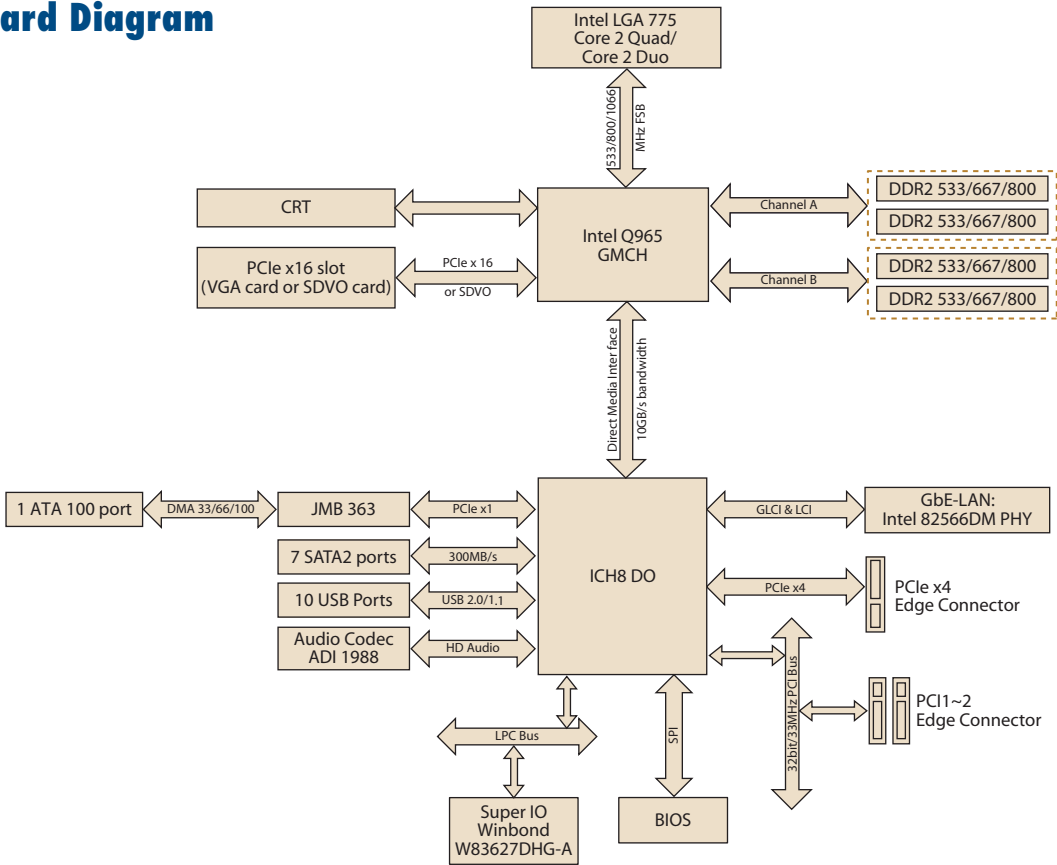 ard Diagram
Intel LGA 775
Core 2 Quad/
Core 2 Duo
533/800/1066
MHz FSB
CRT
PCIe x16 slot
(VGA card or SDVO card)
PCIe x 16
or SDVO
Intel Q965
GMCH
Channel A
DDR2 533/667/800
DDR2 533/667/800
Channel B
DDR2 533/667/800
DDR2 533/667/800
Direct Media Inter face
10GB/s bandwidth
1 ATA 100 port
DMA 33/66/100
JMB 363
PCIe x1
7 SATA2 ports
300MB/s
10 USB Ports
USB 2.0/1.1
Audio Codec
ADI 1988
HD Audio
ICH8 DO
GLCI & LCI
GbE-LAN:
Intel 82566DM PHY
PCIe x4
PCIe x4
Edge Connector
32bit/33MHz PCI Bus
PCI1~2
Edge Connector
LPC Bus
SPI
Super IO
Winbond
W83627DHG-A
BIOS